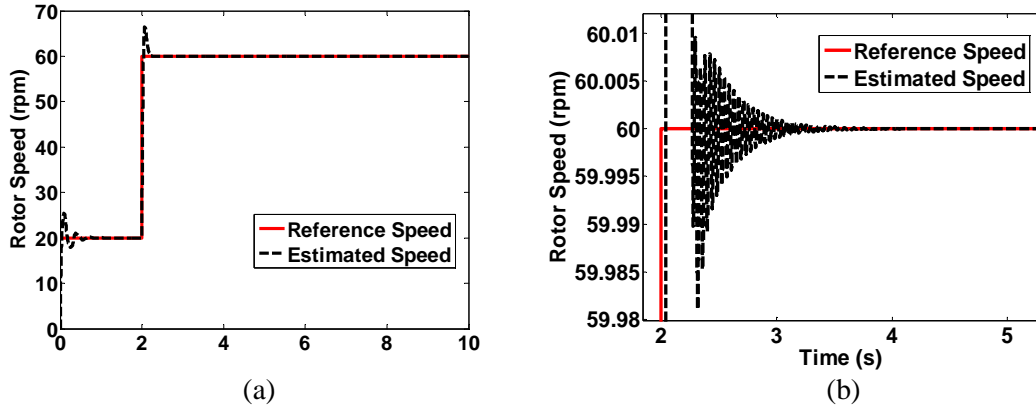 70
60
50
40
30
20
10
0
Rotor Speed (rpm)
Reference Speed
Estimated Speed
0
2
4
6
8
10
(a)
60.01
60.005
60
59.995
59.99
59.985
59.98
Rotor Speed (rpm)
Reference Speed
Estimated Speed
2
3
4
5
Time (s)
(b)